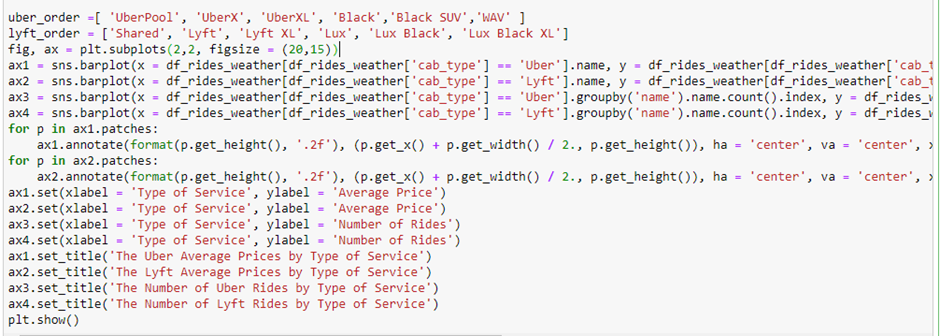 uber_order =[ 'UberPool', 'UberX', 'UberXL', 'Black','Black SUV','WAV' ]
lyft_order = ['Shared', 'Lyft', 'Lyft XL', 'Lux', 'Lux Black', 'Lux Black XL']
fig, ax = plt.subplots(2,2, figsize = (20,15))
ax1 = sns.barplot(x = df_rides_weather[df_rides_weather['cab_type'] == 'Uber'].name, y = df_rides_weather[df_rides_weather['cab_t
ax2 = sns.barplot(x = df_rides_weather[df_rides_weather['cab_type'] == 'Lyft'].name, y = df_rides_weather[df_rides_weather['cab_t
ax3 = sns.barplot(x = df_rides_weather[df_rides_weather['cab_type'] == 'Uber'].groupby('name').name.count().index, y = df_rides_w
ax4 = sns.barplot(x = df_rides_weather[df_rides_weather['cab_type'] == 'Lyft'].groupby('name').name.count().index, y = df_rides_w
for p in ax1.patches:
    ax1.annotate(format(p.get_height(), '.2f'), (p.get_x() + p.get_width() / 2., p.get_height()), ha = 'center', va = 'center',
for p in ax2.patches:
    ax2.annotate(format(p.get_height(), '.2f'), (p.get_x() + p.get_width() / 2., p.get_height()), ha = 'center', va = 'center',
ax1.set(xlabel = 'Type of Service', ylabel = 'Average Price')
ax2.set(xlabel = 'Type of Service', ylabel = 'Average Price')
ax3.set(xlabel = 'Type of Service', ylabel = 'Number of Rides')
ax4.set(xlabel = 'Type of Service', ylabel = 'Number of Rides')
ax1.set_title('The Uber Average Prices by Type of Service')
ax2.set_title('The Lyft Average Prices by Type of Service')
ax3.set_title('The Number of Uber Rides by Type of Service')
ax4.set_title('The Number of Lyft Rides by Type of Service')
plt.show()